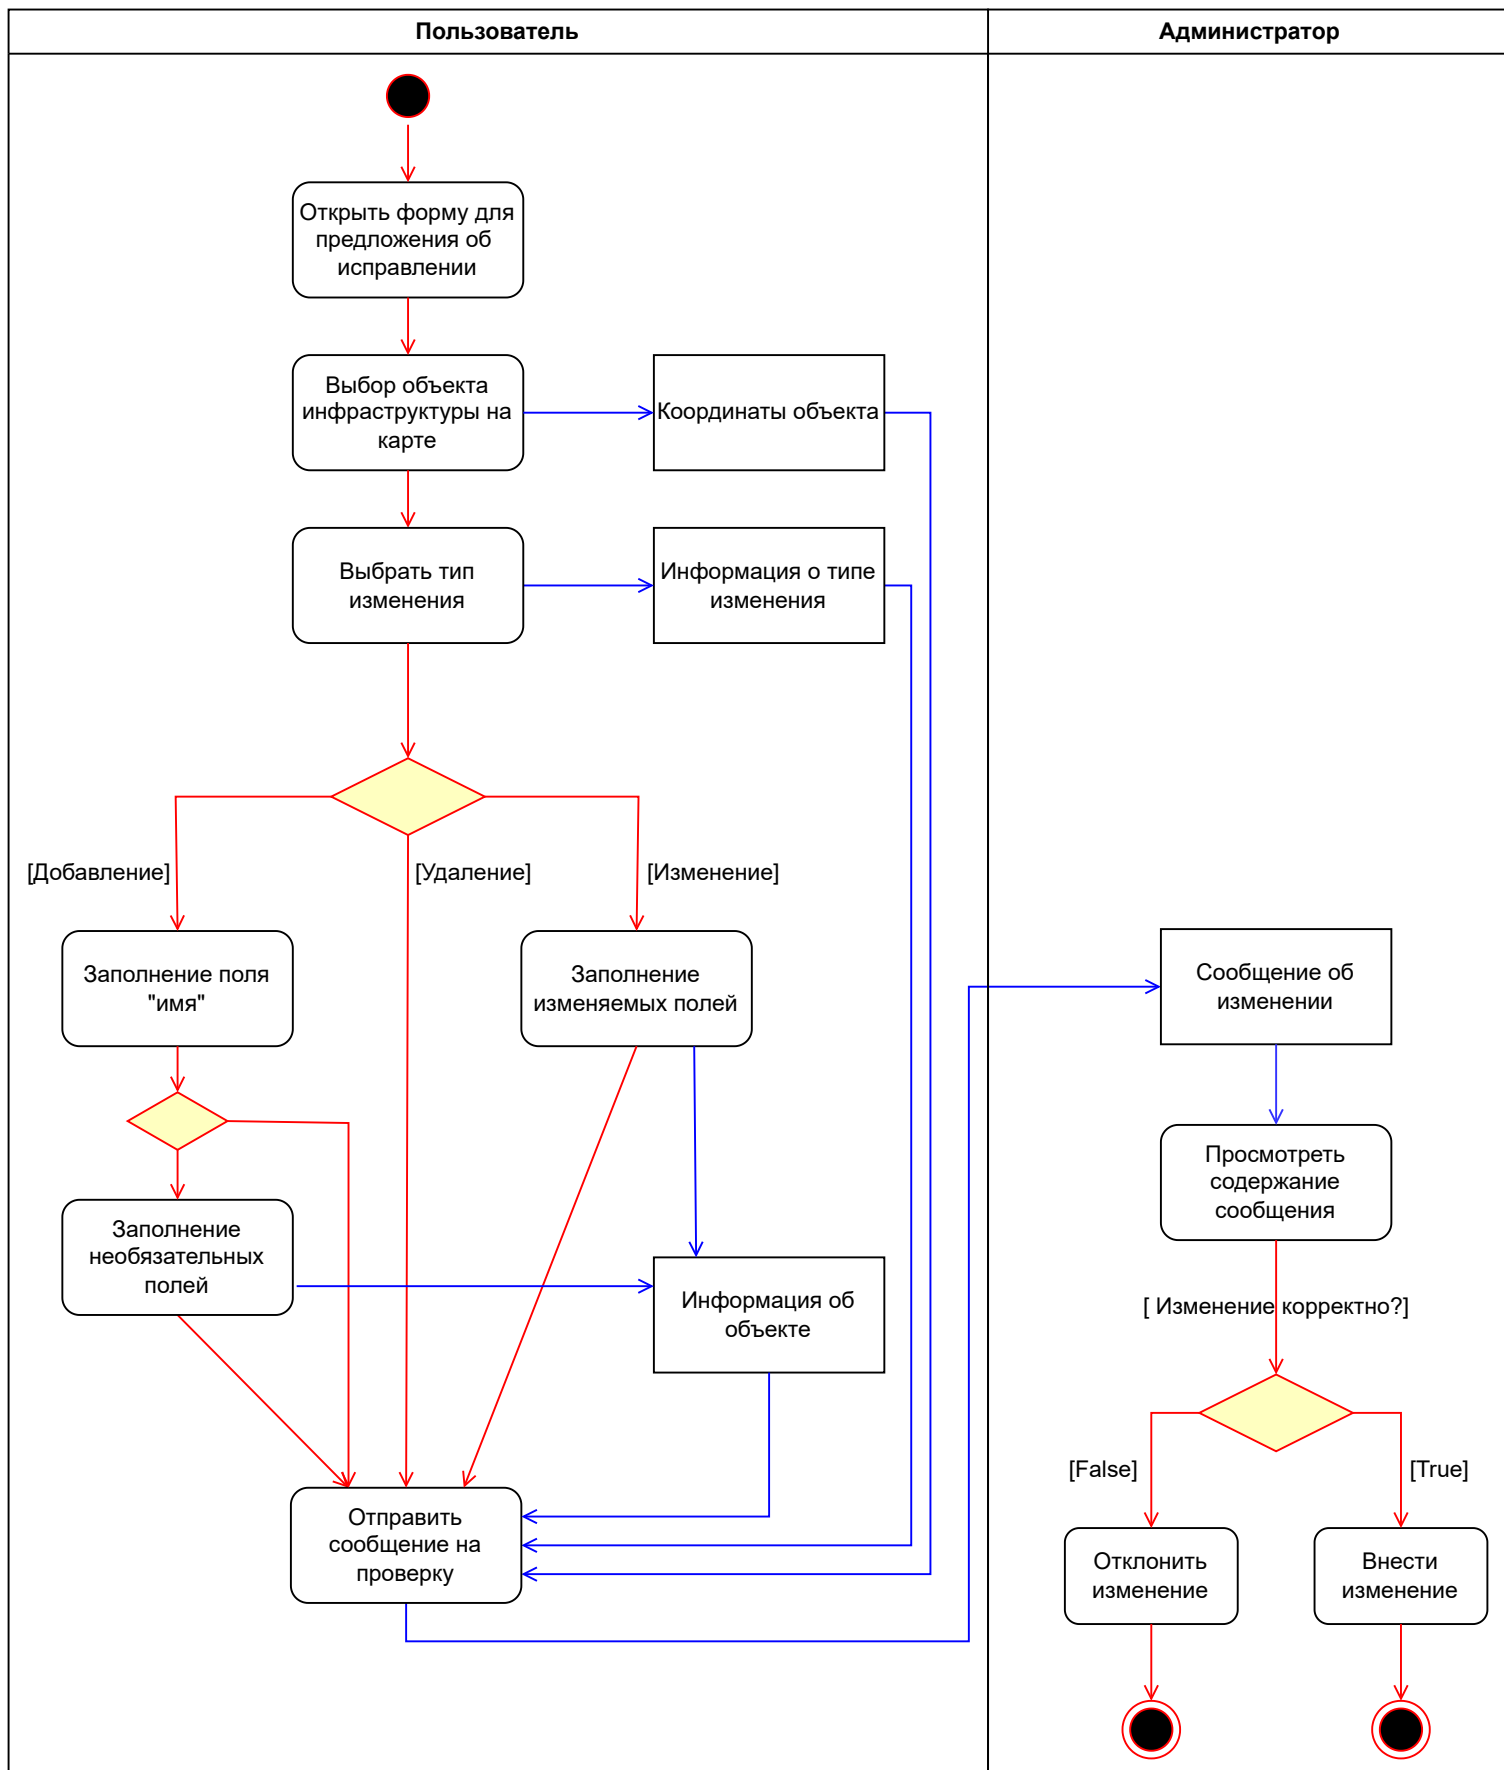 Пользователь
Администратор
Открыть форму для
предложения об
исправлении
Выбор объекта
инфраструктуры на
карте
Координаты объекта
Выбрать тип
изменения
Информация о типе
изменения
[Добавление]
[Удаление]
[Изменение]
Заполнение поля
"имя"
Заполнение
изменяемых полей
Сообщение об
изменении
Просмотреть
содержание
сообщения
Заполнение
необязательных
полей
Информация об
объекте
[ Изменение корректно?]
[False]
[True]
Отправить
сообщение на
проверку
Отклонить
изменение
Внести
изменение